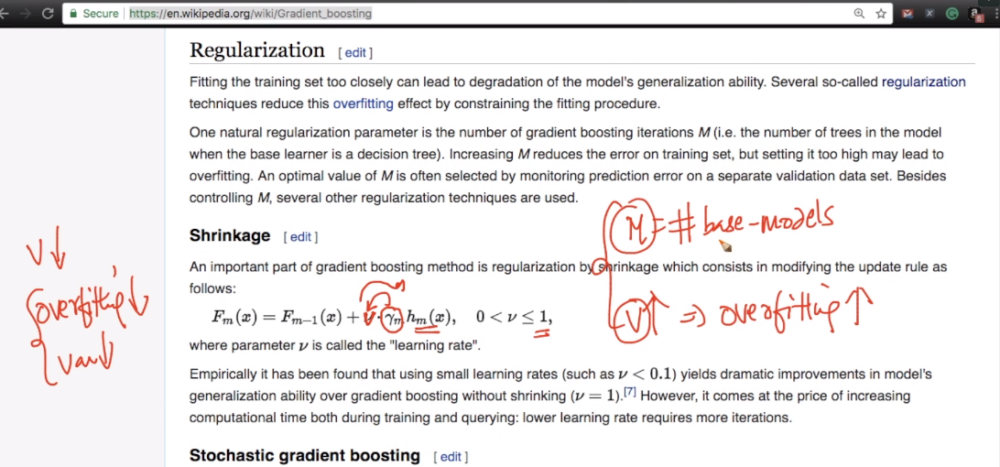 Secure | https://en.wikipedia.org/wiki/Gradient_boosting
Regularization [ edit ]
Fitting the training set too closely can lead to degradation of the model's generalization ability. Several so-called regularization
techniques reduce this overfitting effect by constraining the fitting procedure.
One natural regularization parameter is the number of gradient boosting iterations M (i.e. the number of trees in the model
when the base learner is a decision tree). Increasing M reduces the error on training set, but setting it too high may lead to
overfitting. An optimal value of M is often selected by monitoring prediction error on a separate validation data set. Besides
controlling M, several other regularization techniques are used.
M = # base-models
Shrinkage [ edit ]
v↓
An important part of gradient boosting method is regularization by shrinkage which consists in modifying the update rule as
follows:
overfitting ↓
F_m(x) = F_{m−1}(x) + ν · γ_m h_m(x), 0 < ν ≤ 1,
v↑ ⇒ overfitting ↑
where parameter ν is called the "learning rate".
var↓
Empirically it has been found that using small learning rates (such as ν < 0.1) yields dramatic improvements in model's
generalization ability over gradient boosting without shrinking (ν = 1).[7] However, it comes at the price of increasing
computational time both during training and querying: lower learning rate requires more iterations.
Stochastic gradient boosting [ edit ]